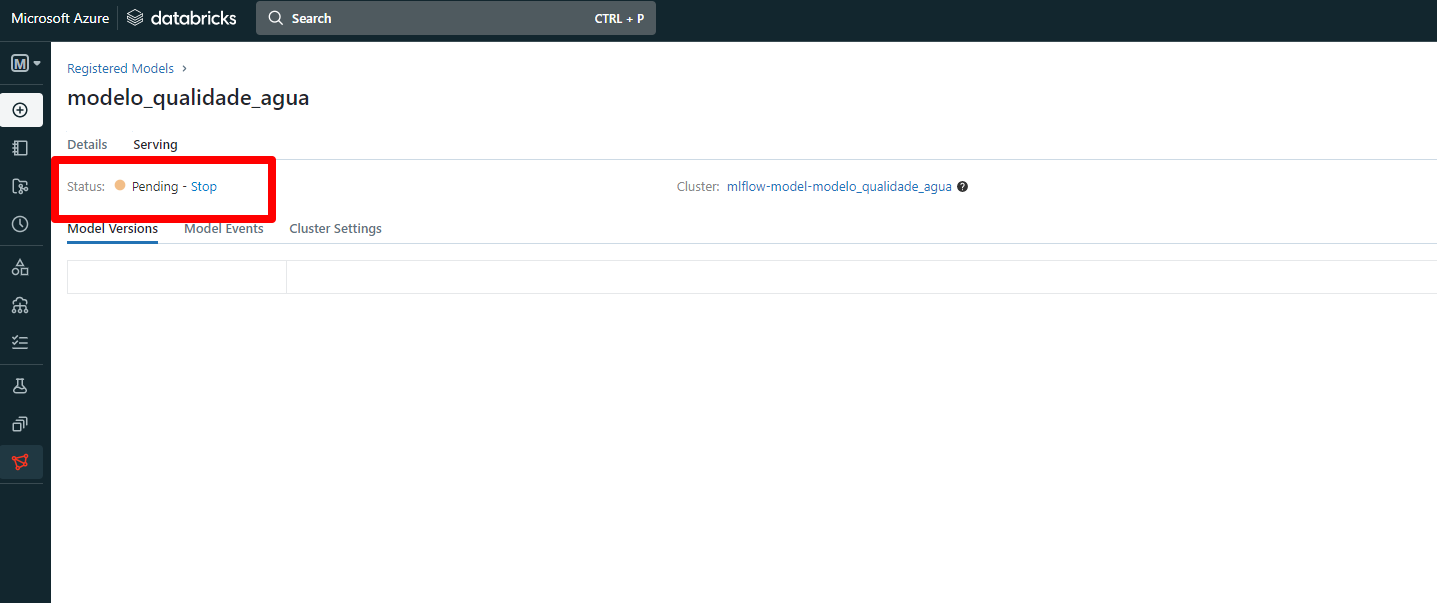 Microsoft Azure databricks Search CTRL + P
M
Registered Models
modelo_qualidade_agua
Details Serving
Status: Pending - Stop Cluster: mlflow-model-modelo_qualidade_agua ?
Model Versions Model Events Cluster Settings